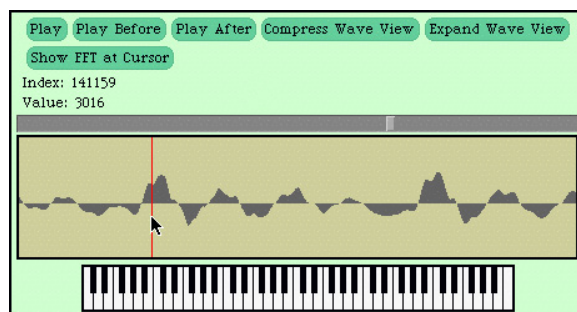 Play Play Before Play After Compress Wave View Expand Wave View
Show FFT at Cursor
Index: 141159
Value: 3016